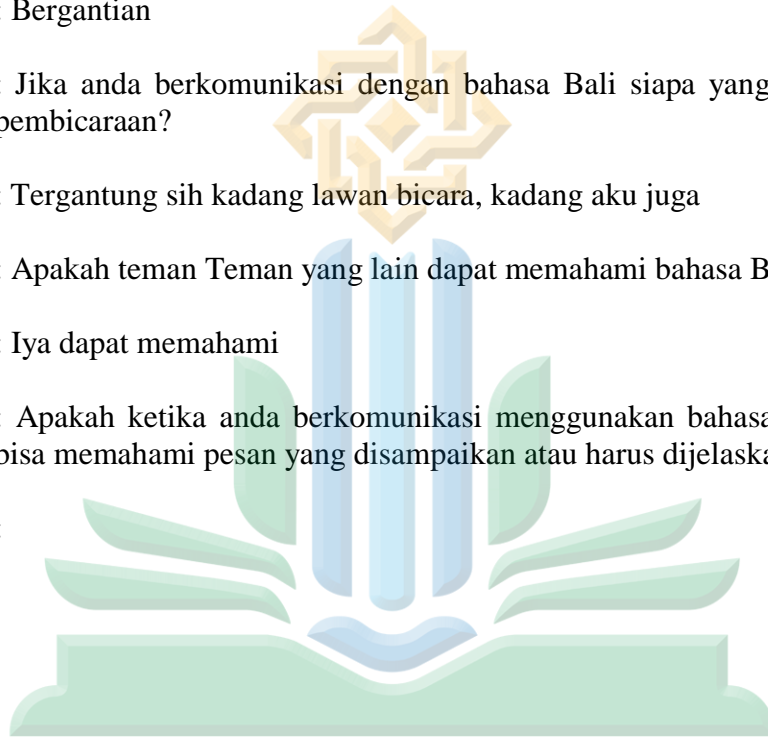 : Bergantian
: Jika anda berkomunikasi dengan bahasa Bali siapa yang
pembicaraan?
: Tergantung sih kadang lawan bicara, kadang aku juga
: Apakah teman Teman yang lain dapat memahami bahasa B
: Iya dapat memahami
: Apakah ketika anda berkomunikasi menggunakan bahasa
bisa memahami pesan yang disampaikan atau harus dijelaska
: